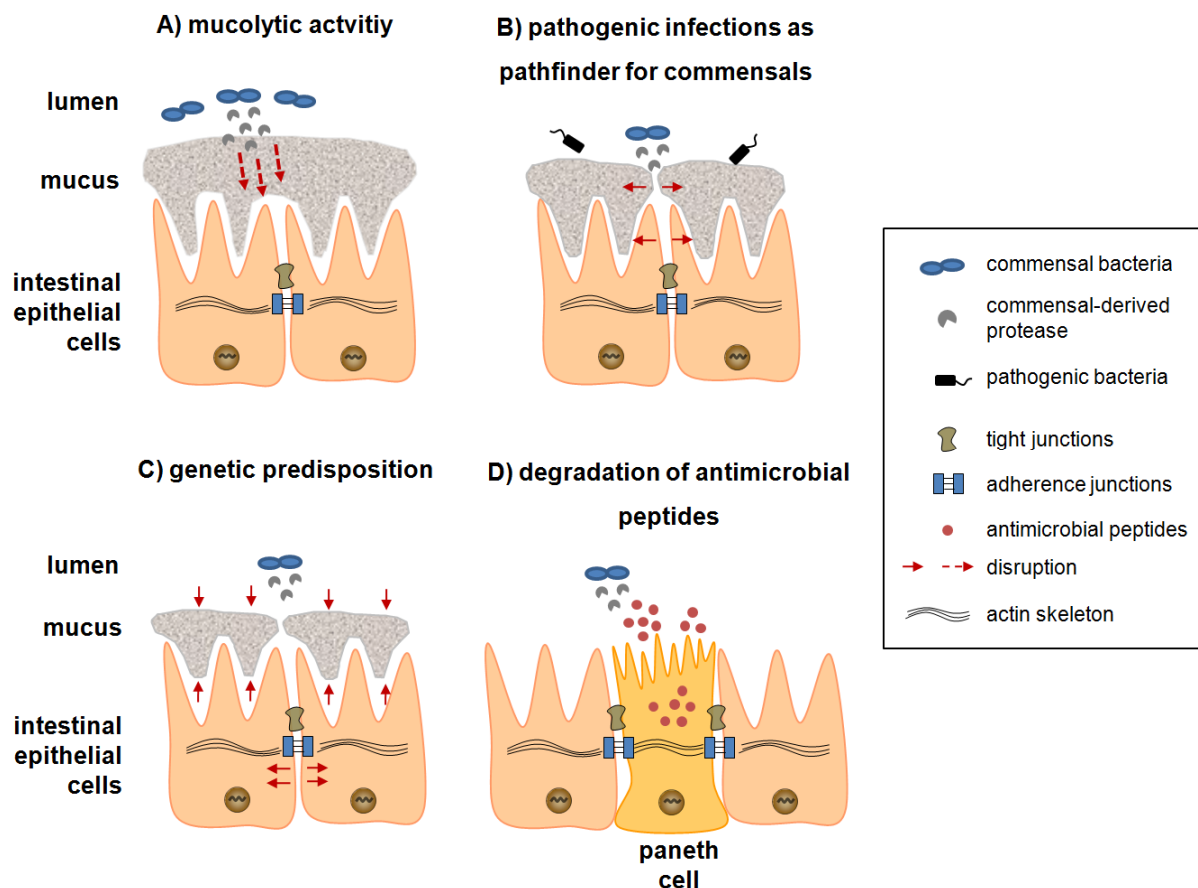 A) mucolytic actvitiy
B) pathogenic infections as
pathfinder for commensals
lumen
mucus
intestinal
epithelial
cells
C) genetic predisposition
D) degradation of antimicrobial
peptides
lumen
mucus
intestinal
epithelial
cells
paneth
cell
commensal bacteria
commensal-derived
protease
pathogenic bacteria
tight junctions
adherence junctions
antimicrobial peptides
disruption
actin skeleton